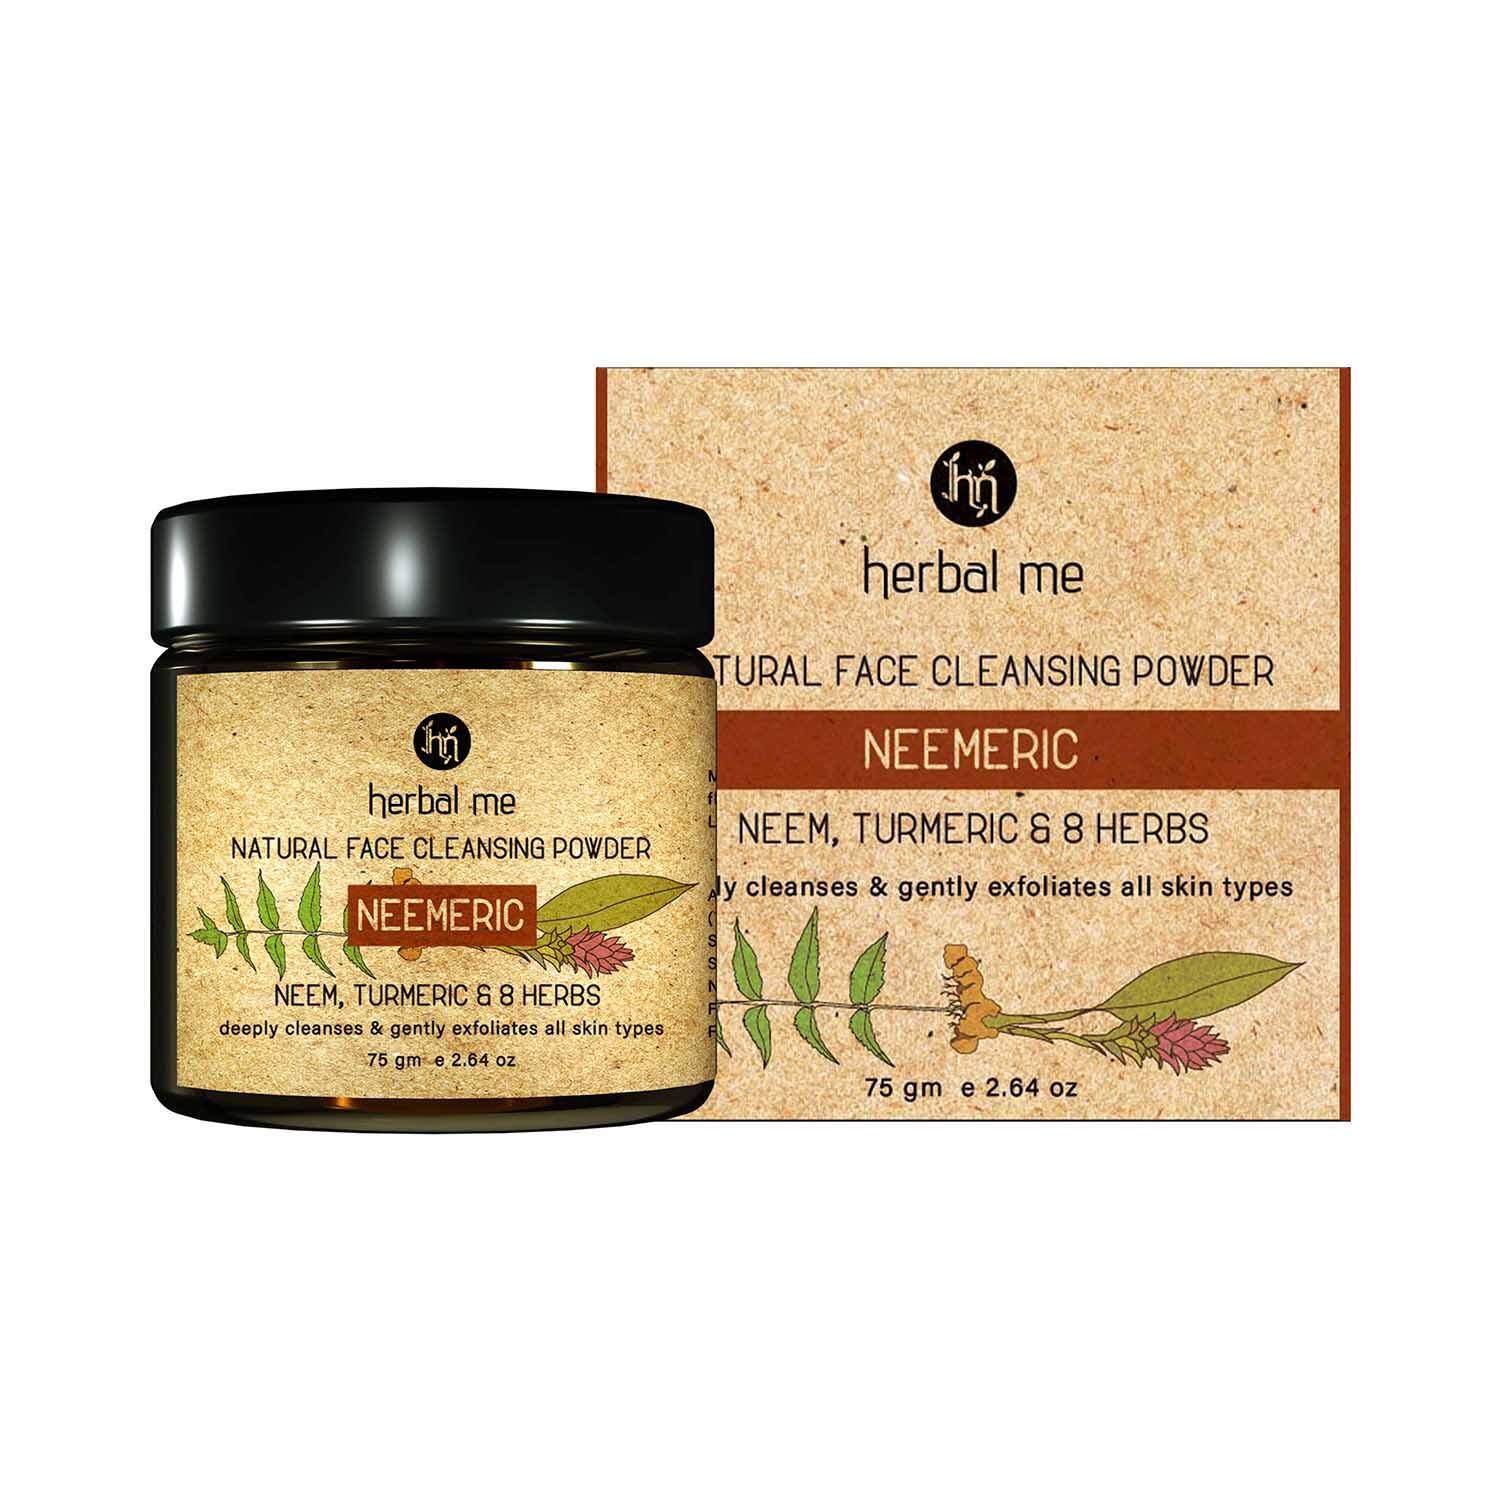 herbal me
NATURAL FACE CLEANSING POWDER
NEEMERIC
NEEM, TURMERIC & 8 HERBS
deeply cleanses & gently exfoliates all skin types
75 gm e 2.64 oz
hn
herbal me
TURAL FACE CLEANSING POWDER
NEEMERIC
NEEM, TURMERIC & 8 HERBS
ly cleanses & gently exfoliates all skin types
75 gm e 2.64 oz